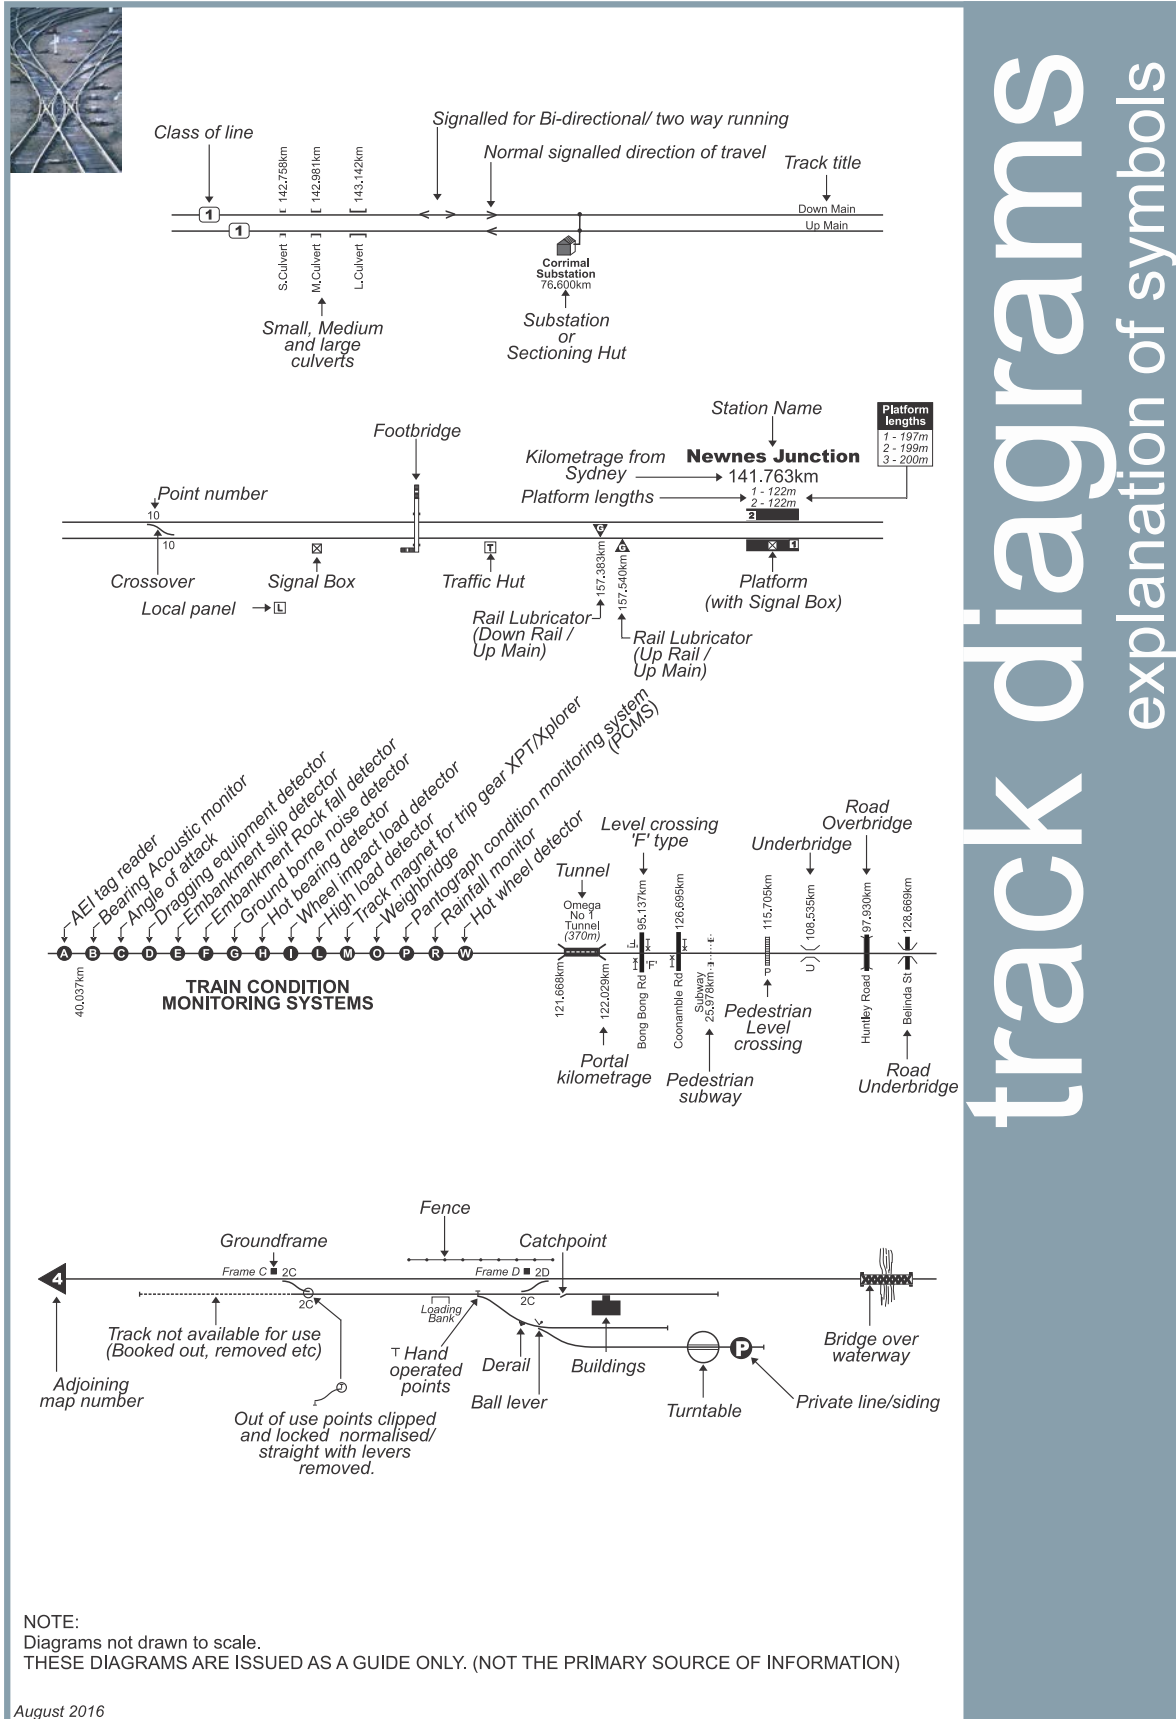 track diagrams
explanation of symbols
Class of line
142.758km
142.981km
143.142km
Signalled for Bi-directional/ two way running
Normal signalled direction of travel
Track title
1
Down Main
1
Up Main
S.Culvert
M.Culvert
L.Culvert
Corrimal
Substation
76.600km
Small, Medium
and large
culverts
Substation
or
Sectioning Hut
Station Name
Platform
lengths
1 - 197m
2 - 199m
3 - 200m
Footbridge
Kilometrage from
Sydney
Newnes Junction
141.763km
Platform lengths
1 - 122m
2 - 122m
2
Point number
10
10
G
T
G
1
157.383km
157.540km
Crossover
Signal Box
Traffic Hut
Platform
(with Signal Box)
Local panel
L
Rail Lubricator
(Down Rail /
Up Main)
Rail Lubricator
(Up Rail /
Up Main)
AEI tag reader
Bearing Acoustic monitor
Angle of attack
Dragging equipment detector
Embankment slip detector
Embankment Rock fall detector
Ground borne noise detector
Hot bearing detector
Wheel impact load detector
High load detector
Track magnet for trip gear XPT/Xplorer
Weighbridge
Pantograph condition monitoring system
(PCMS)
Rainfall monitor
Hot wheel detector
A B C D E F G H I L M O P R W
40.037km
TRAIN CONDITION
MONITORING SYSTEMS
Tunnel
Omega
No 1
Tunnel
(370m)
121.668km
122.029km
Portal
kilometrage
Level crossing
'F' type
95.137km
'F'
'F'
Bong Bong Rd
126.695km
Coonamble Rd
Subway
25.978km
Pedestrian
subway
115.705km
P
Pedestrian
Level
crossing
Underbridge
108.535km
U
Road
Overbridge
97.930km
Huntley Road
128.669km
Belinda St
Road
Underbridge
Fence
Groundframe
Catchpoint
Frame C
2C
Frame D
2D
4
2C
2C
Loading
Bank
Track not available for use
(Booked out, removed etc)
T Hand
operated
points
Derail
Buildings
P
Bridge over
waterway
Adjoining
map number
Ball lever
Turntable
Private line/siding
Out of use points clipped
and locked normalised/
straight with levers
removed.
NOTE:
Diagrams not drawn to scale.
THESE DIAGRAMS ARE ISSUED AS A GUIDE ONLY. (NOT THE PRIMARY SOURCE OF INFORMATION)
August 2016